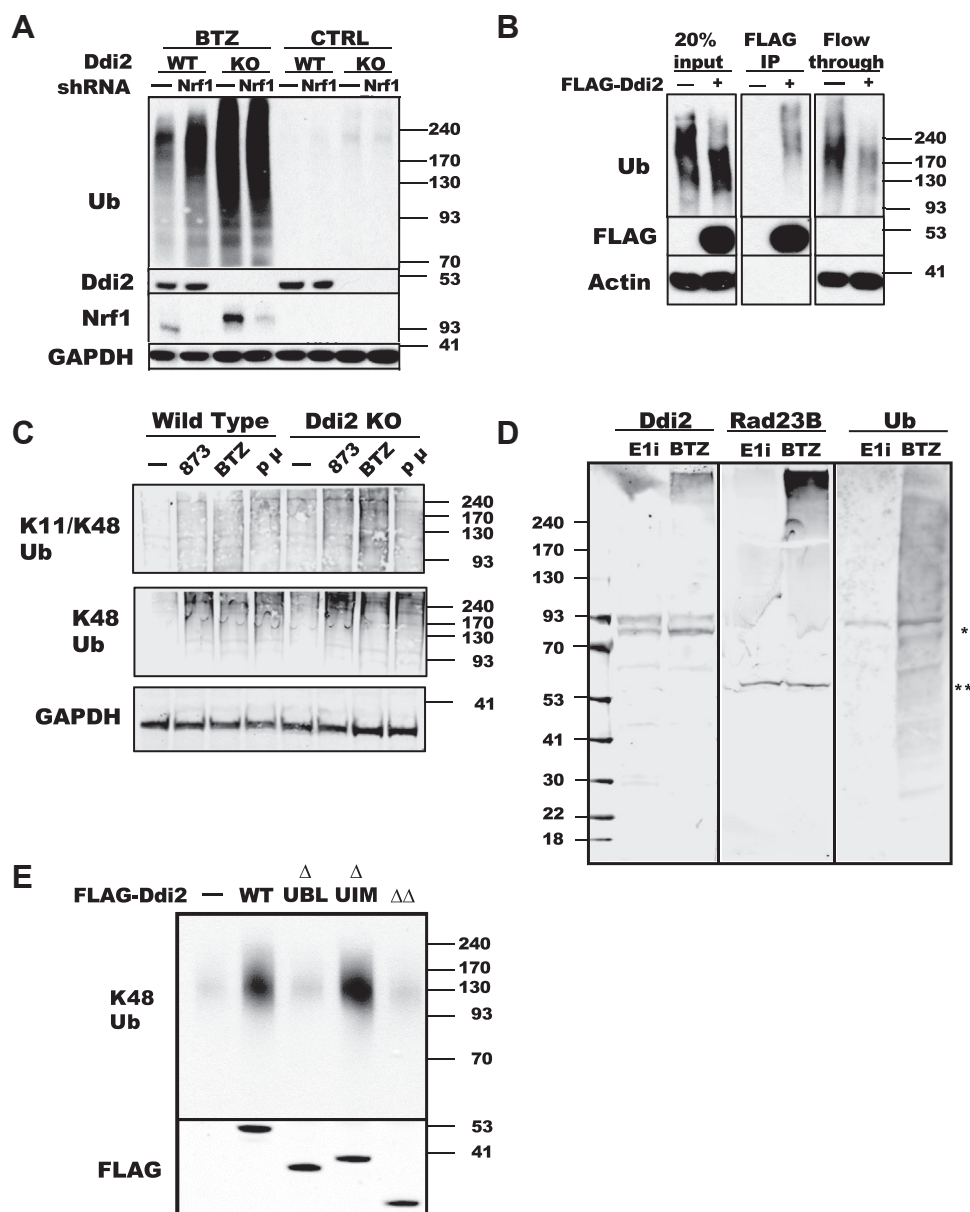 A
BTZ CTRL
Ddi2 WT KO WT KO
shRNA — Nrf1 — Nrf1 — Nrf1 — Nrf1
Ub
240
170
130
93
70
Ddi2
53
Nrf1
93
GAPDH
41
B
20% FLAG Flow
input IP through
FLAG-Ddi2 — + — + — +
Ub
240
170
130
93
FLAG
53
Actin
41
C
Wild Type Ddi2 KO
— 873 BTZ p µ — 873 BTZ p µ
K11/K48
Ub
240
170
130
93
K48
Ub
240
170
130
93
GAPDH
41
D
Ddi2 Rad23B Ub
E1i BTZ E1i BTZ E1i BTZ
240
170
130
93
70
53
41
30
22
18
*
**
E
Δ Δ
FLAG-Ddi2 — WT UBL UIM ΔΔ
K48
Ub
240
170
130
93
70
FLAG
53
41